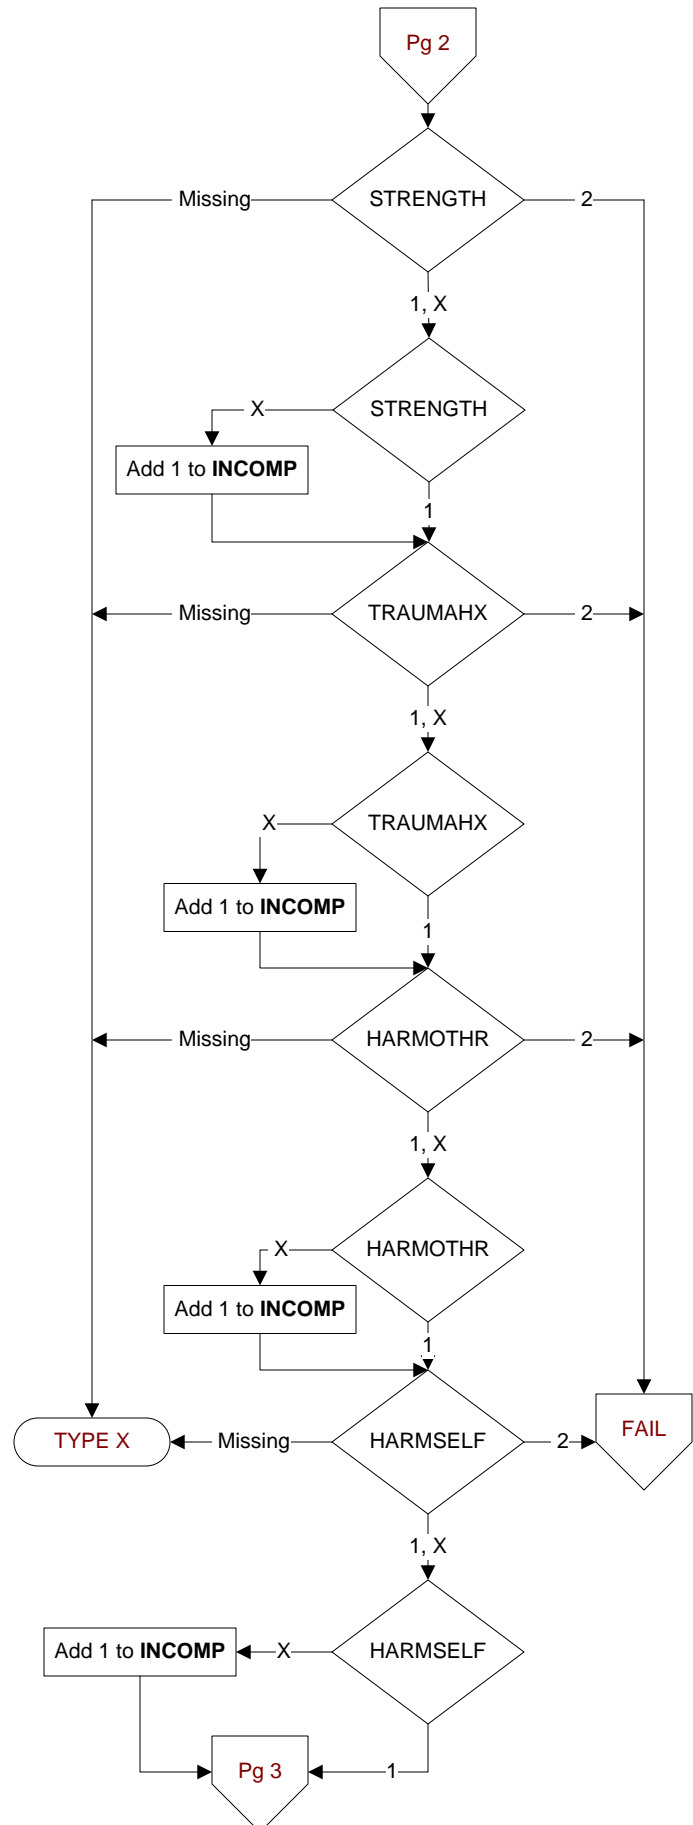 Pg 2
Missing
STRENGTH
2
1, X
X
STRENGTH
Add 1 to INCOMP
1
Missing
TRAUMAHX
2
1, X
X
TRAUMAHX
Add 1 to INCOMP
1
Missing
HARMOTHR
2
1, X
X
HARMOTHR
Add 1 to INCOMP
1
TYPE X
Missing
HARMSELF
2
FAIL
1, X
Add 1 to INCOMP
X
HARMSELF
Pg 3
1